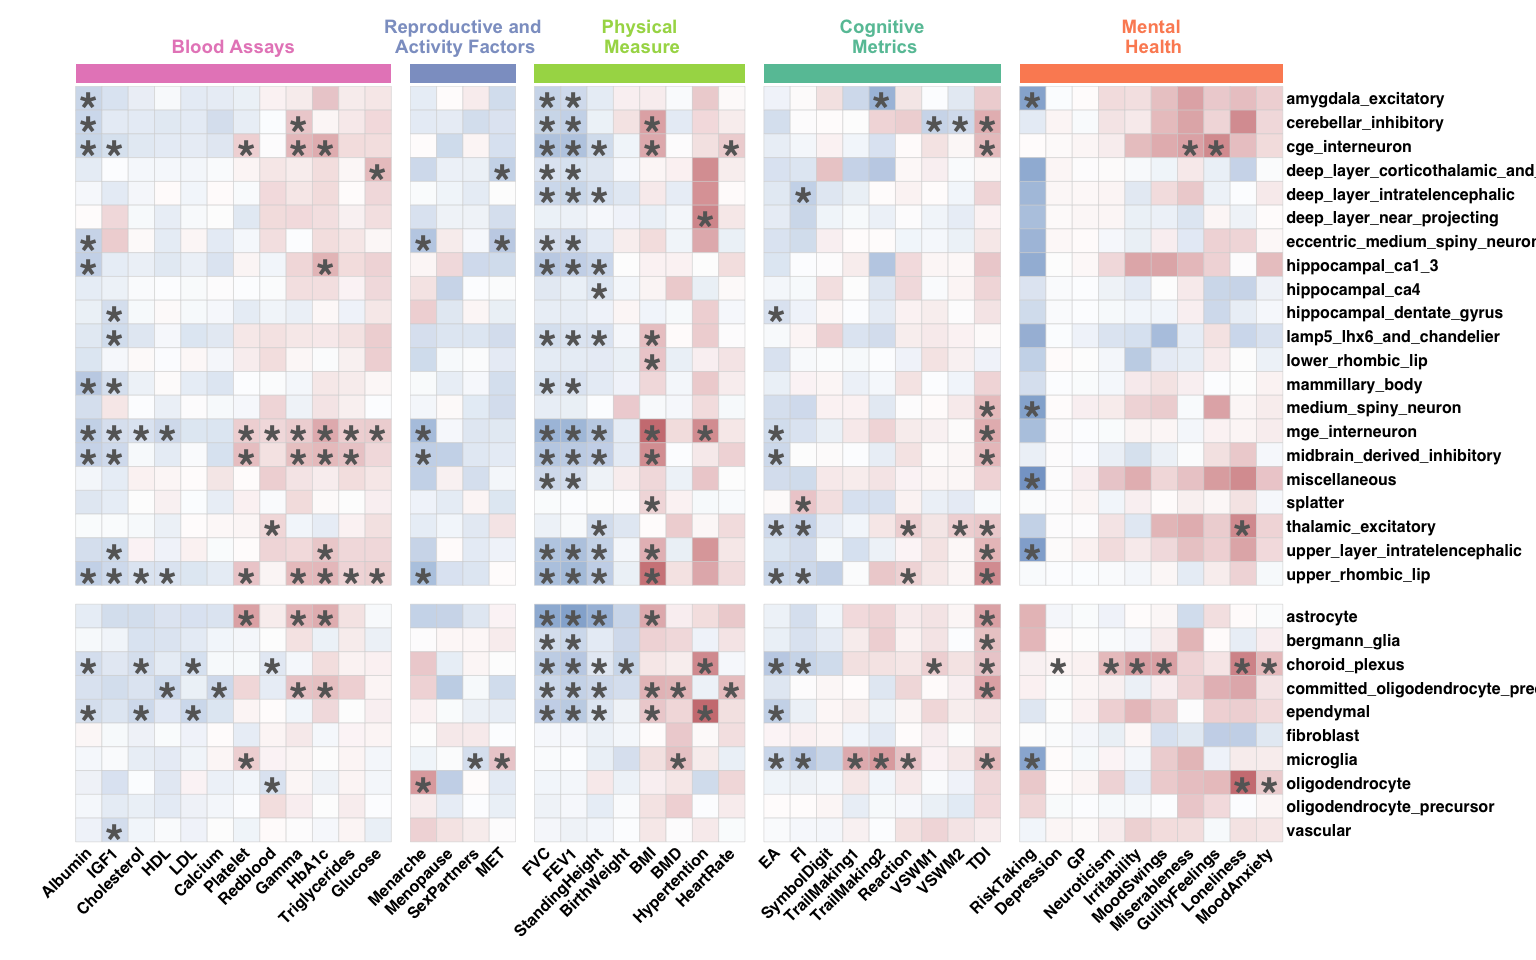 Blood Assays
Reproductive and
Activity Factors
Physical
Measure
Cognitive
Metrics
Mental
Health
amygdala_excitatory
cerebellar_inhibitory
cge_interneuron
deep_layer_corticothalamic_and_
deep_layer_intratelencephalic
deep_layer_near_projecting
eccentric_medium_spiny_neuron
hippocampal_ca1_3
hippocampal_ca4
hippocampal_dentate_gyrus
lamp5_lhx6_and_chandelier
lower_rhombic_lip
mammillary_body
medium_spiny_neuron
mge_interneuron
midbrain_derived_inhibitory
miscellaneous
splatter
thalamic_excitatory
upper_layer_intratelencephalic
upper_rhombic_lip
astrocyte
bergmann_glia
choroid_plexus
committed_oligodendrocyte_pre
ependymal
fibroblast
microglia
oligodendrocyte
oligodendrocyte_precursor
vascular
Albumin
IGF1
Cholesterol
HDL
LDL
Calcium
Platelet
Redblood
Gamma
HbA1c
Triglycerides
Glucose
Menarche
Menopause
SexPartners
MET
FVC
FEV1
StandingHeight
BirthWeight
BMI
BMD
Hypertention
HeartRate
EA
FI
SymbolDigit
TrailMaking1
TrailMaking2
Reaction
VSWM1
VSWM2
TDI
RiskTaking
Depression
GP
Neuroticism
Irritability
MoodSwings
Miserableness
GuiltyFeelings
Loneliness
MoodAnxiety